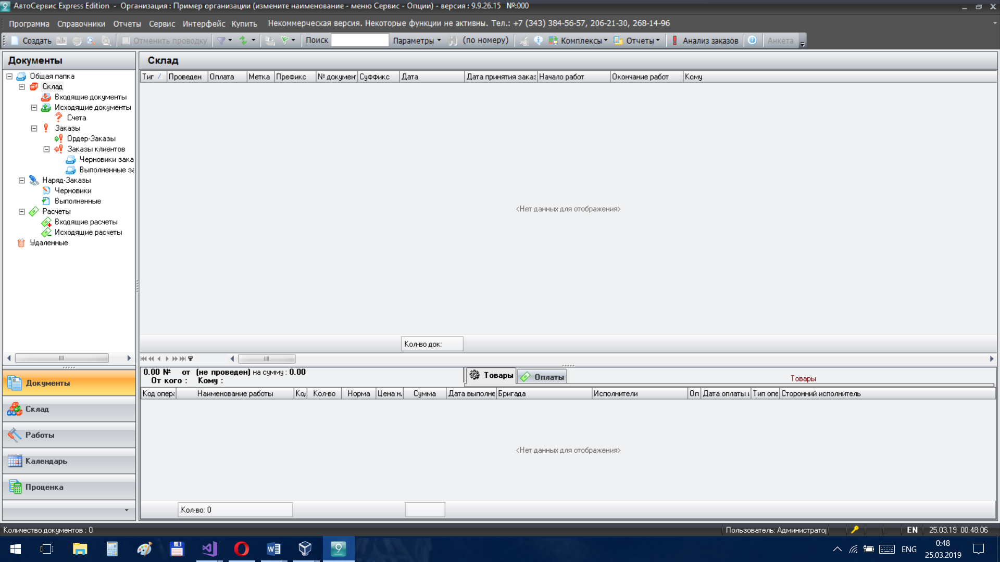 АвтоСервис Express Edition - Организация : Пример организации (измените наименование - меню Сервис - Опции) - версия : 9.9.26.15 №:000
Программа Справочники Отчеты Сервис Интерфейс Купить Некоммерческая версия. Некоторые функции не активны. Тел.: +7 (343) 384-56-57, 206-21-30, 268-14-96
Создать Отменить проводку Поиск Параметры (по номеру) Комплексы Отчеты Анализ заказов Анкета
Документы
Общая папка
Склад
Входящие документы
Исходящие документы
Счета
Заказы
Ордер-Заказы
Заказы клиентов
Черновики зака
Выполненные за
Наряд-Заказы
Черновики
Выполненные
Расчеты
Входящие расчеты
Исходящие расчеты
Удаленные
Документы
Склад
Работы
Календарь
Проценка
Склад
Тип Проведен Оплата Метка Префикс № документ Суффикс Дата Дата принятия заказ Начало работ Окончание работ Кому
<Нет данных для отображения>
Кол-во док:
0.00 № от (не проведен) на сумму : 0.00
От кого : Кому :
Товары Оплаты Товары
Код опера Наименование работы Код Кол-во Норма Цена н. Сумма Дата выполне Бригада Исполнители Оп Дата оплаты и Тип опе Сторонний исполнитель
<Нет данных для отображения>
Кол-во: 0
Количество документов : 0 Пользователь: Администратор EN 25.03.19 00:48:06
ENG 0:48
25.03.2019